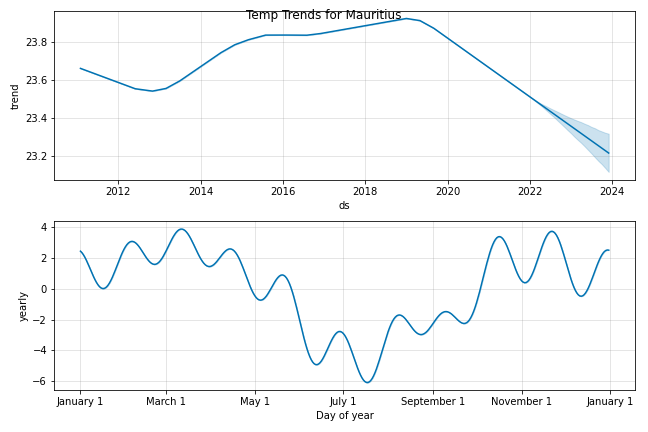 Temp Trends for Mauritius
23.8
23.6
23.4
23.2
trend
2012 2014 2016 2018 2020 2022 2024
ds
4
2
0
−2
−4
−6
yearly
January 1 March 1 May 1 July 1 September 1 November 1 January 1
Day of year